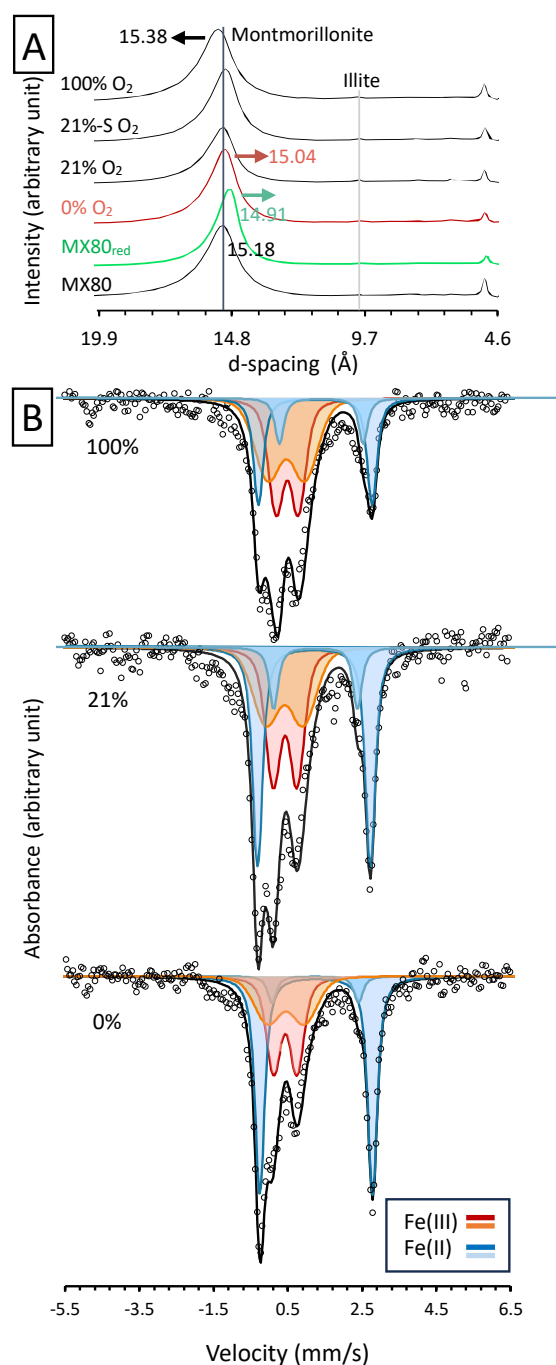 A
15.38
Montmorillonite
Illite
100% O₂
21%-S O₂
21% O₂
15.04
0% O₂
14.91
MX80red
15.18
MX80
Intensity (arbitrary unit)
19.9 14.8 9.7 4.6
d-spacing (Å)
B
100%
21%
0%
Absorbance (arbitrary unit)
Fe(III)
Fe(II)
-5.5 -3.5 -1.5 0.5 2.5 4.5 6.5
Velocity (mm/s)